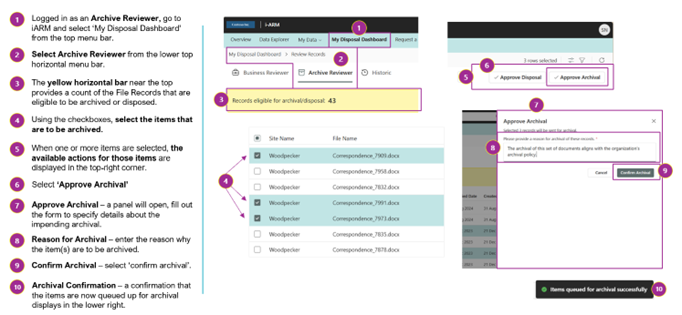 1 Logged in as an Archive Reviewer, go to
iARM and select 'My Disposal Dashboard'
from the top menu bar.
2 Select Archive Reviewer from the lower top
horizontal menu bar.
3 The yellow horizontal bar near the top
provides a count of the File Records that are
eligible to be archived or disposed.
4 Using the checkboxes, select the items that
are to be archived.
5 When one or more items are selected, the
available actions for those items are
displayed in the top-right corner.
6 Select 'Approve Archival'
7 Approve Archival – a panel will open, fill out
the form to specify details about the
impending archival.
8 Reason for Archival – enter the reason why
the item(s) are to be archived.
9 Confirm Archival – select 'confirm archival'.
10 Archival Confirmation – a confirmation that
the items are now queued up for archival
displays in the lower right.
i-ARM
1
Overview Data Explorer My Data My Disposal Dashboard Request a
My Disposal Dashboard > Review Records
2
Business Reviewer Archive Reviewer Historic
3 Records eligible for archival/disposal 43
Site Name File Name
Woodpecker Correspondence_7909.docx
Woodpecker Correspondence_7958.docx
Woodpecker Correspondence_7832.docx
4
Woodpecker Correspondence_7991.docx
Woodpecker Correspondence_7973.docx
Woodpecker Correspondence_7835.docx
Woodpecker Correspondence_7878.docx
6 3 rows selected
5 Approve Disposal Approve Archival
7
Approve Archival
Selected 3 records will be sent for archival.
Please provide a reason for archival of these records. *
8 The archival of this set of documents aligns with the organization's
archival policy.
Cancel Confirm Archival 9
Items queued for archival successfully 10